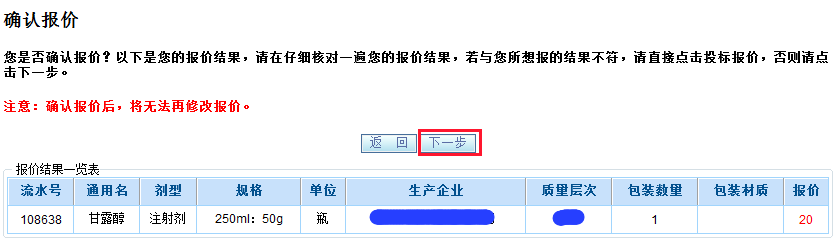 确认报价
您是否确认报价？以下是您的报价结果，请在仔细核对一遍您的报价结果，若与您所想报的结果不符，请直接点击投标报价，否则请点
击下一步。
注意：确认报价后，将无法再修改报价。
返 回 下一步
报价结果一览表
流水号 通用名 剂型 规格 单位 生产企业 质量层次 包装数量 包装材质 报价
108638 甘露醇 注射剂 250ml：50g 瓶 1 20